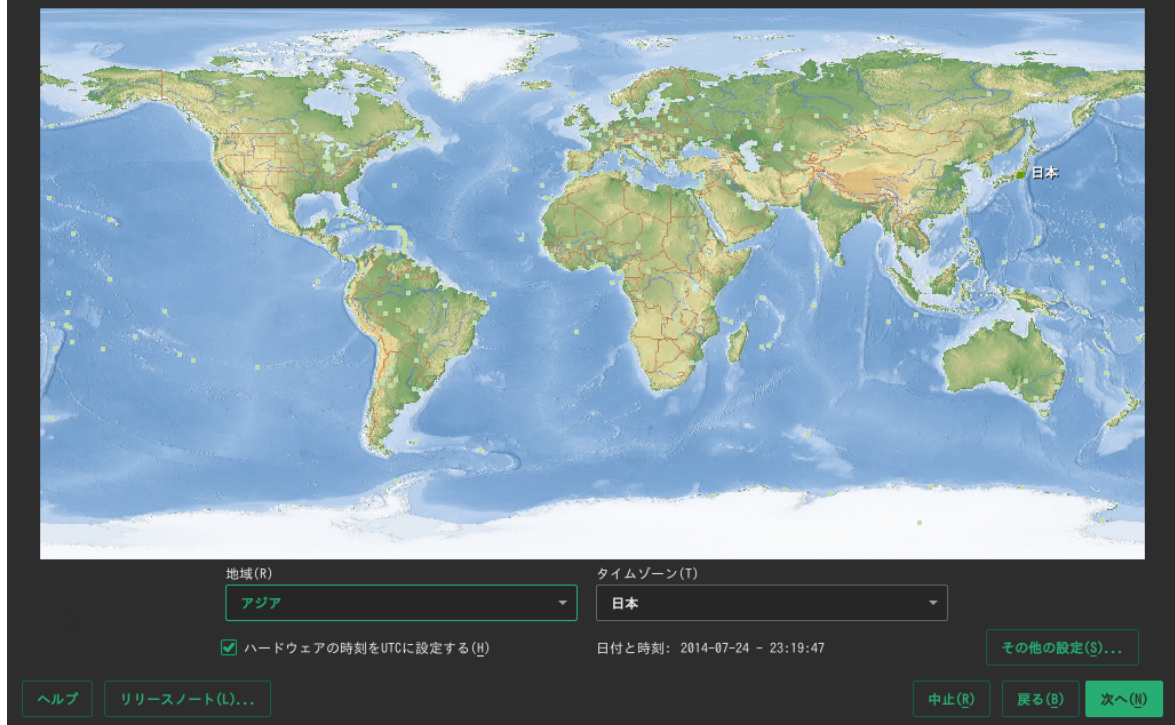 日本
地域(R)
タイムゾーン(T)
アジア
日本
ハードウェアの時刻をUTCに設定する(H)
日付と時刻: 2014-07-24 - 23:19:47
その他の設定(S)...
ヘルプ
リリースノート(L)...
中止(R)
戻る(B)
次へ(N)